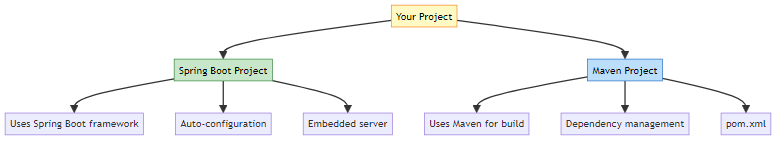 Your Project
Spring Boot Project
Maven Project
Uses Spring Boot framework
Auto-configuration
Embedded server
Uses Maven for build
Dependency management
pom.xml